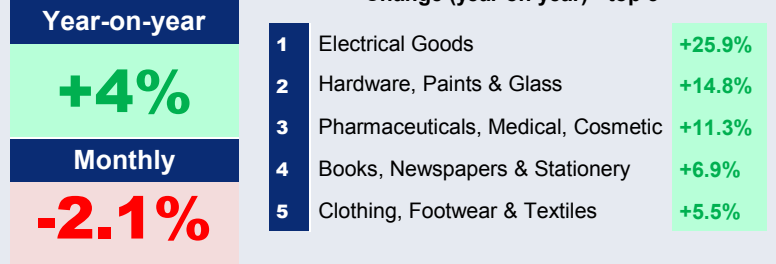 Year-on-year
+4%
Monthly
-2.1%
1 Electrical Goods +25.9%
2 Hardware, Paints & Glass +14.8%
3 Pharmaceuticals, Medical, Cosmetic +11.3%
4 Books, Newspapers & Stationery +6.9%
5 Clothing, Footwear & Textiles +5.5%